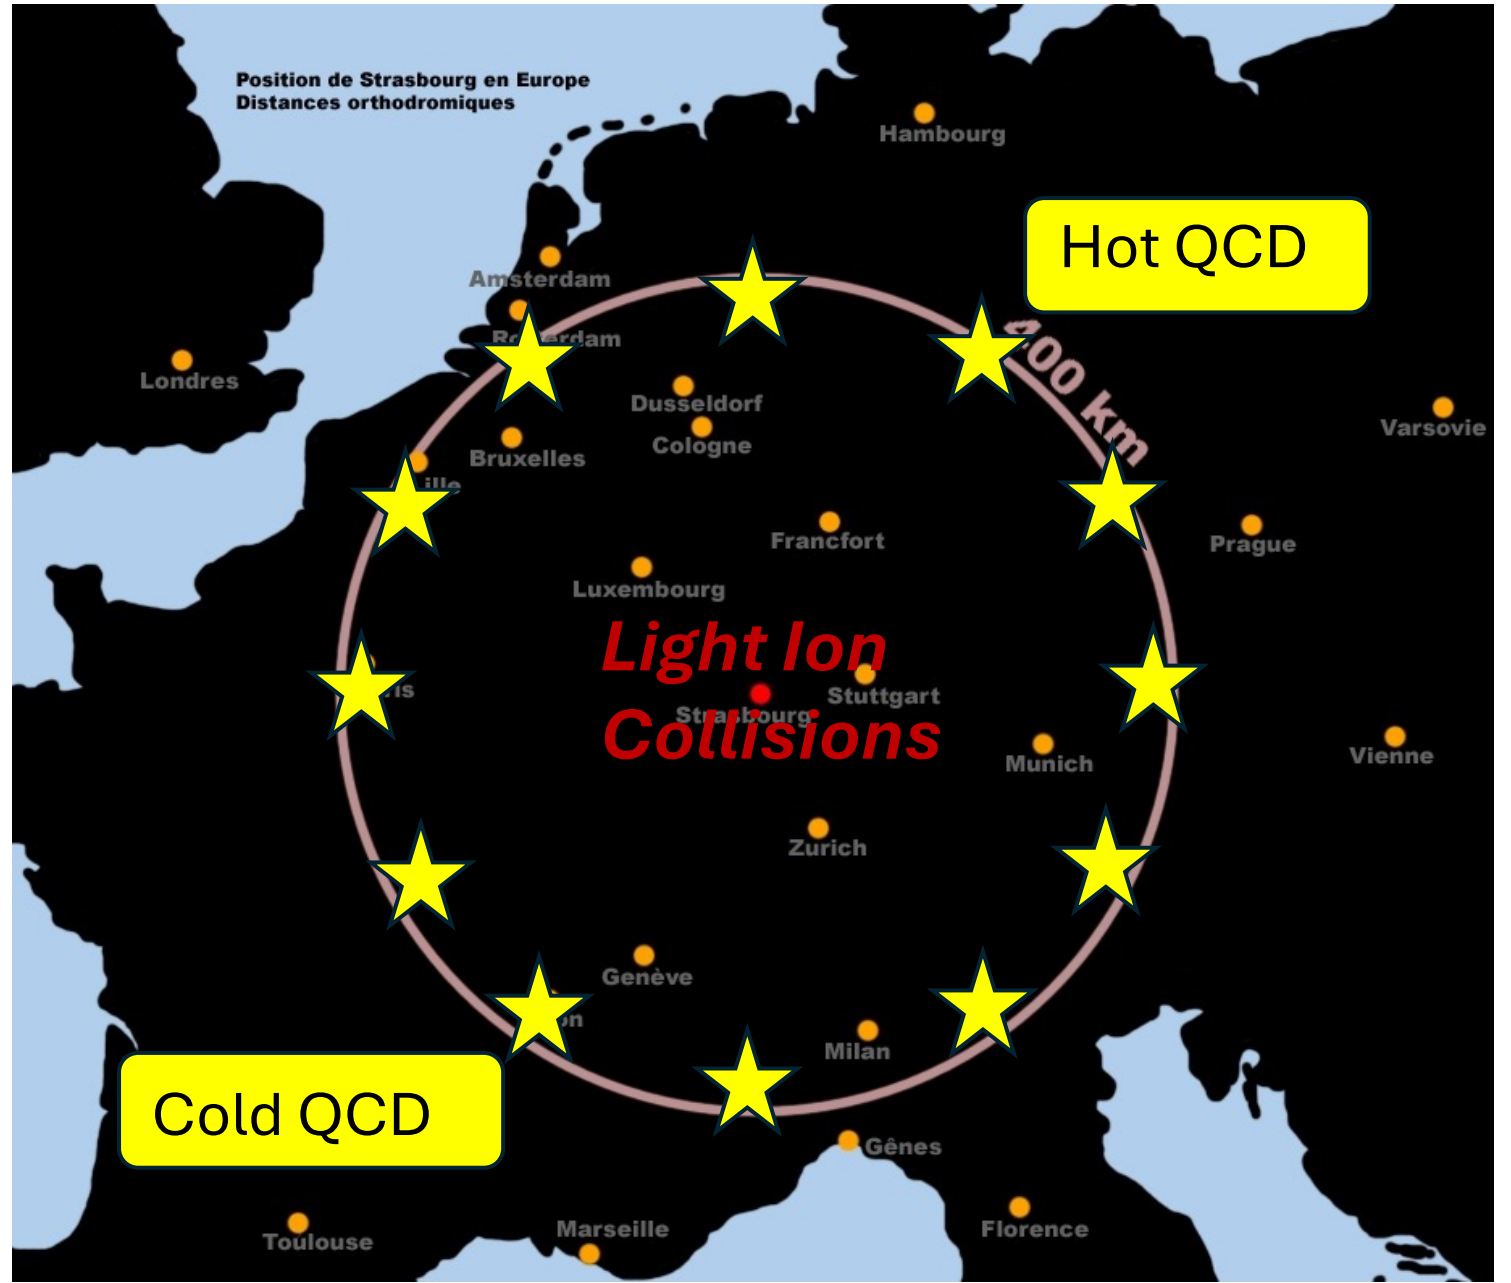 Position de Strasbourg en Europe
Distances orthodromiques
Hambourg
Hot QCD
Amsterdam
400 km
Londres
Dusseldorf
Varsovie
Cologne
Bruxelles
Francfort
Prague
Luxembourg
Light Ion
Stuttgart
Strasbourg
Collisions
Munich
Vienne
Zurich
Genève
Milan
Cold QCD
Gênes
Marseille
Florence
Toulouse